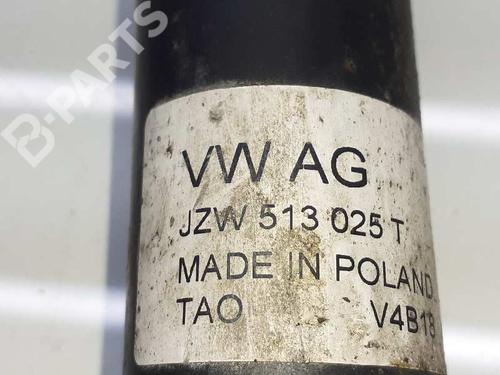 B-PARTS
VW AG
JZW 513 025 T
MADE IN POLAND
TAO V4B18